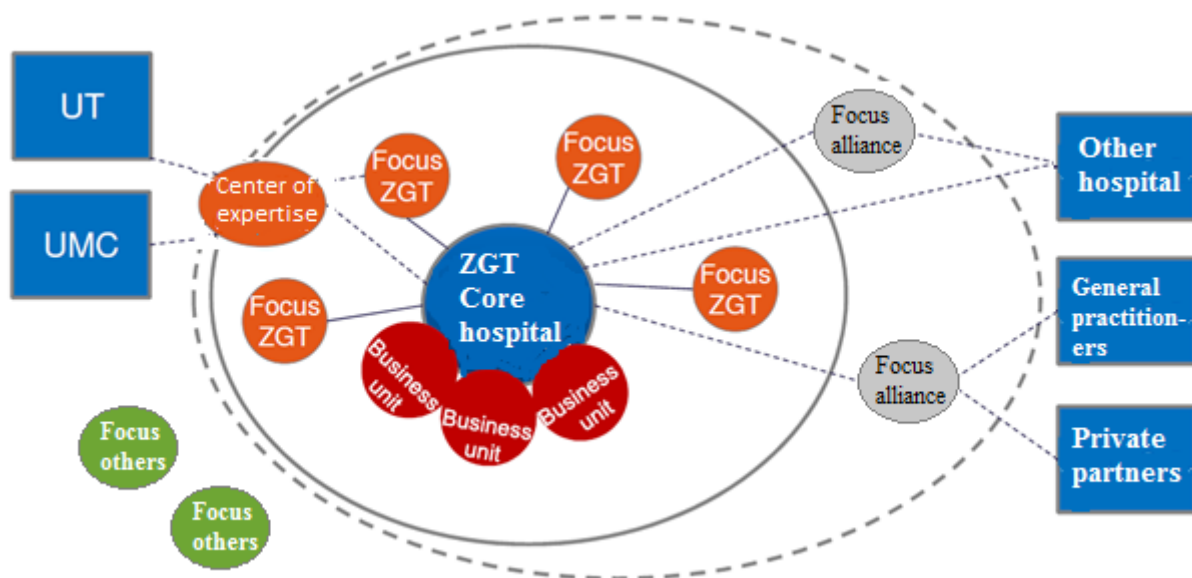 UT
UMC
Center of
expertise
Focus
ZGT
Focus
ZGT
Focus
ZGT
Focus
ZGT
ZGT
Core
hospital
Business
unit
Business
unit
Business
unit
Focus
alliance
Focus
alliance
Other
hospital
General
practition-
ers
Private
partners
Focus
others
Focus
others